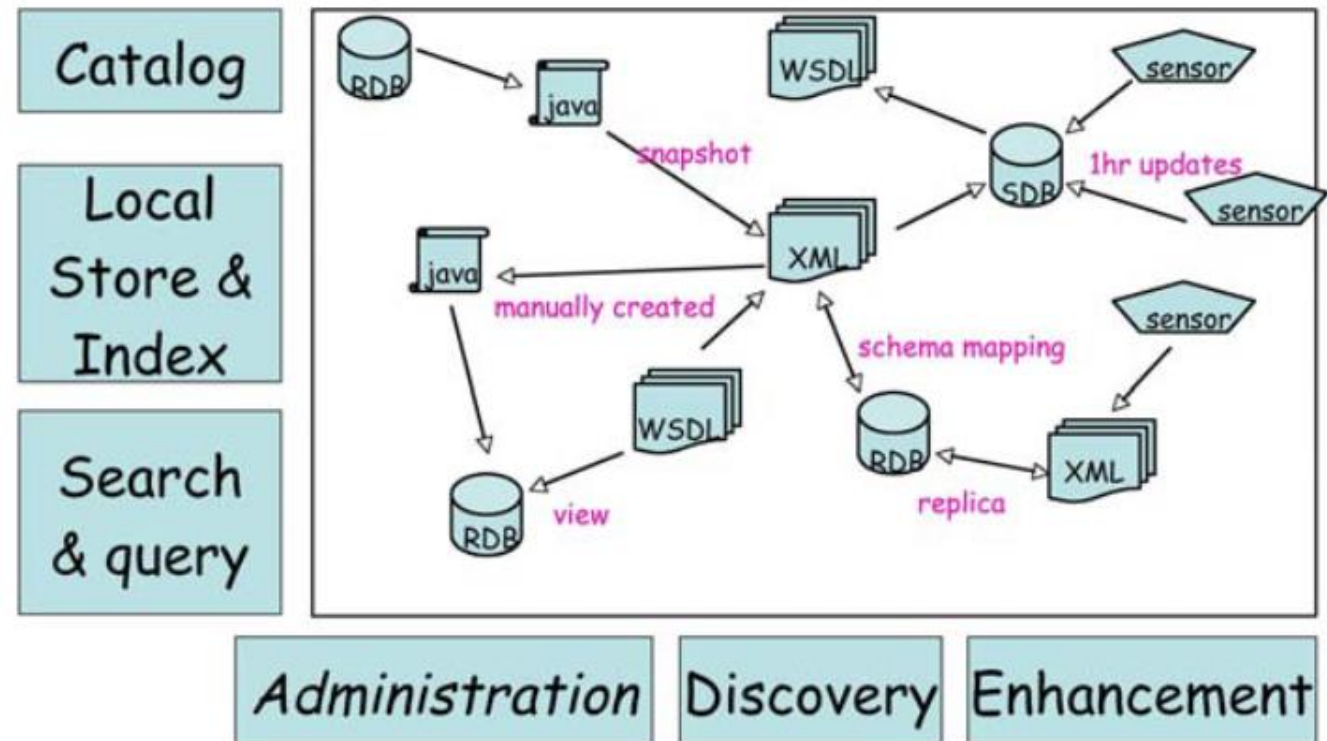 Catalog
Local
Store &
Index
Search
& query
RDB
java
snapshot
WSDL
sensor
SDB
1hr updates
sensor
XML
java
manually created
sensor
schema mapping
WSDL
RDB
XML
replica
RDB
view
Administration
Discovery
Enhancement